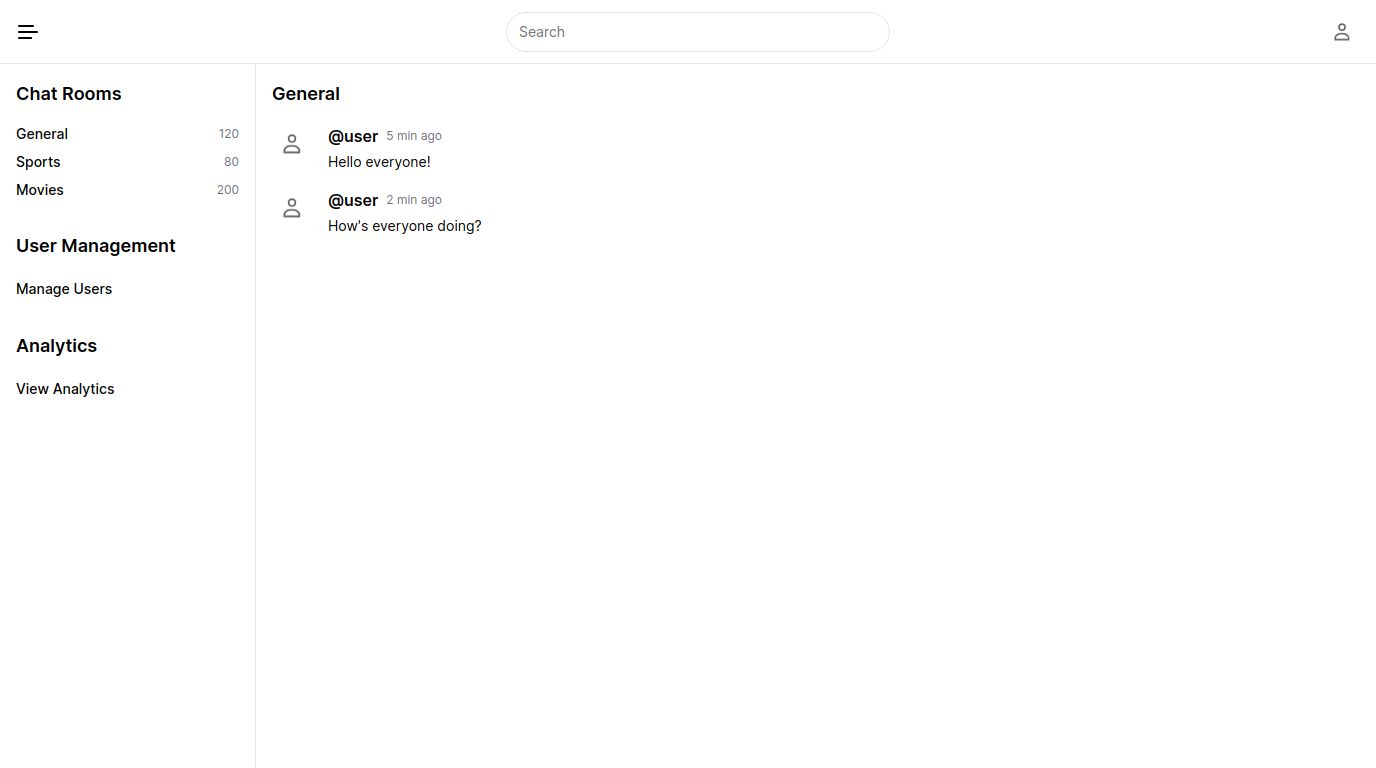 Search
Chat Rooms
General 120
Sports 80
Movies 200
User Management
Manage Users
Analytics
View Analytics
General
@user 5 min ago
Hello everyone!
@user 2 min ago
How's everyone doing?